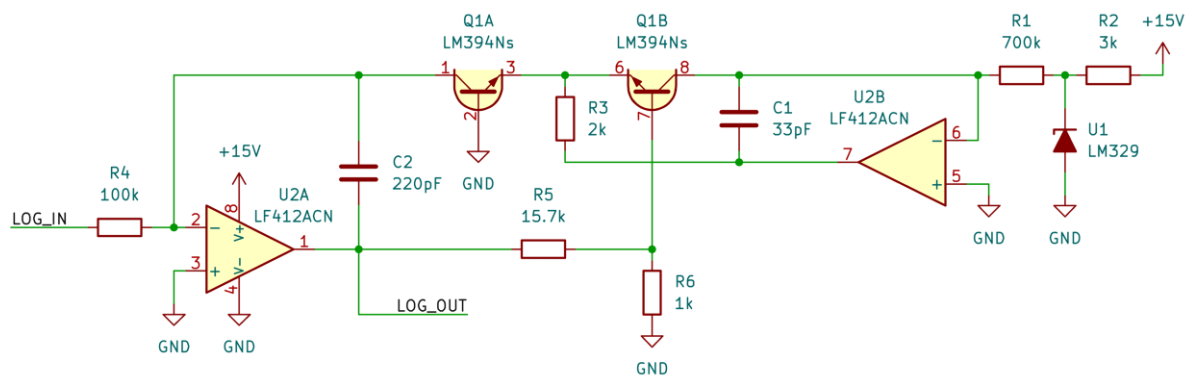 Q1A
LM394Ns
Q1B
LM394Ns
R1
700k
R2
3k
+15V
1
3
2
6
8
7
GND
R3
2k
C1
33pF
U2B
LF412ACN
7
6
5
−
+
U1
LM329
GND
GND
+15V
R4
100k
C2
220pF
U2A
LF412ACN
LOG_IN
2
3
8
V+
−
+
V-
4
1
R5
15.7k
R6
1k
LOG_OUT
GND
GND
GND